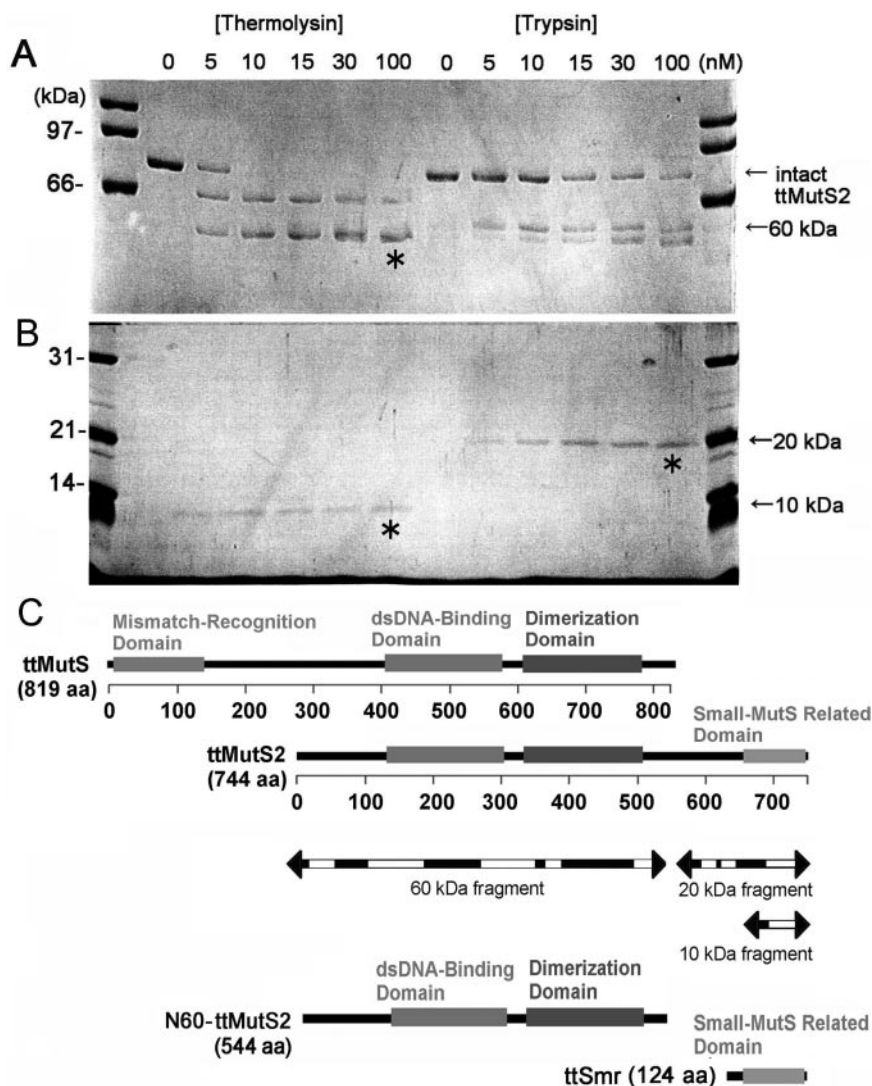 [Thermolysin] [Trypsin]
A 0 5 10 15 30 100 0 5 10 15 30 100 (nM)
(kDa)
97-
66-
← intact
ttMutS2
← 60 kDa
*
B
31-
21-
14-
← 20 kDa
*
← 10 kDa
*
C
Mismatch-Recognition
Domain
dsDNA-Binding
Domain
Dimerization
Domain
ttMutS
(819 aa)
0 100 200 300 400 500 600 700 800
Small-MutS Related
Domain
ttMutS2
(744 aa)
0 100 200 300 400 500 600 700
60 kDa fragment
20 kDa fragment
10 kDa fragment
dsDNA-Binding
Domain
Dimerization
Domain
N60-ttMutS2
(544 aa)
Small-MutS Related
Domain
ttSmr (124 aa)